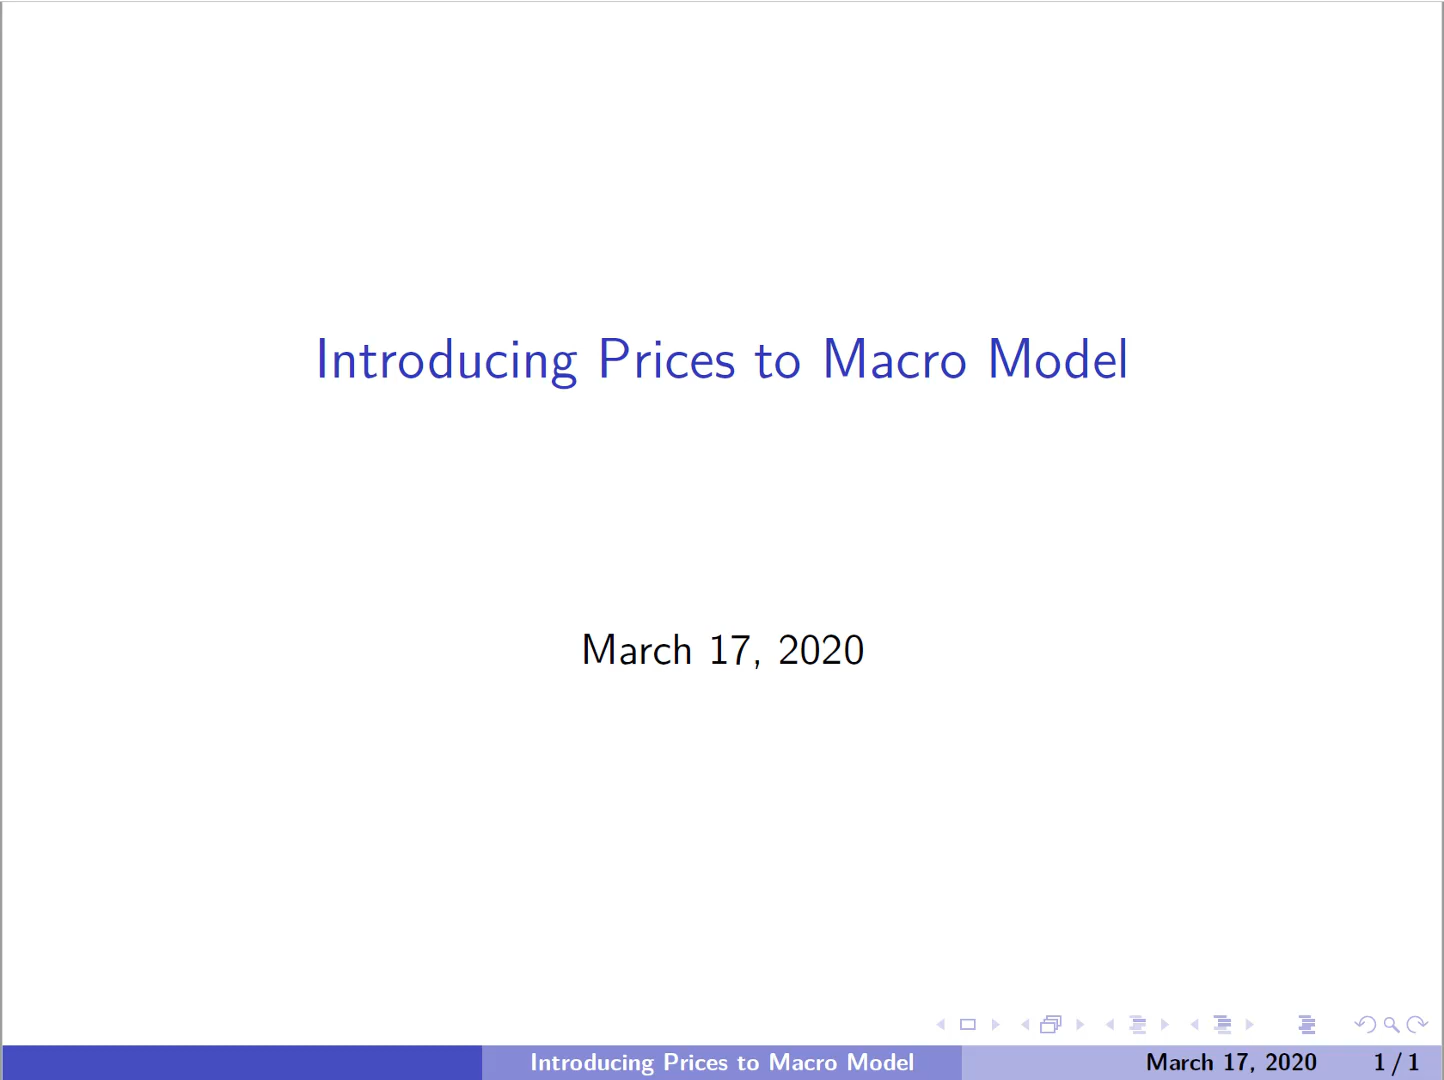 Introducing Prices to Macro Model
March 17, 2020
Introducing Prices to Macro Model March 17, 2020 1 / 1